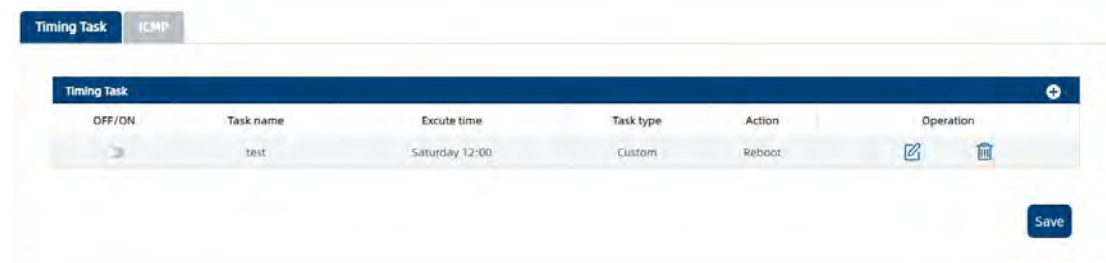 Timing Task ICMP
Timing Task
OFF/ON Task name Excute time Task type Action Operation
test Saturday 12:00 Custom Reboot
Save